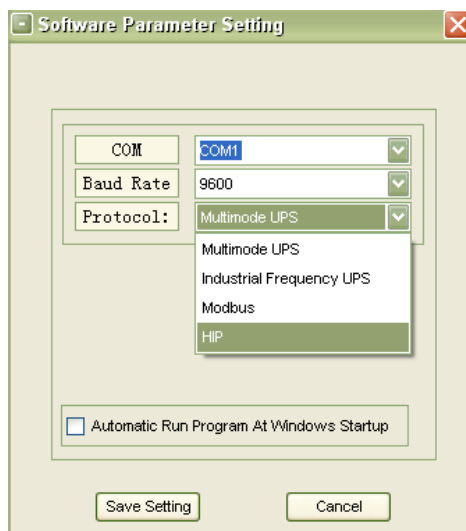 Software Parameter Setting
COM COM1
Baud Rate 9600
Protocol: Multimode UPS
Multimode UPS
Industrial Frequency UPS
Modbus
HIP
Automatic Run Program At Windows Startup
Save Setting Cancel